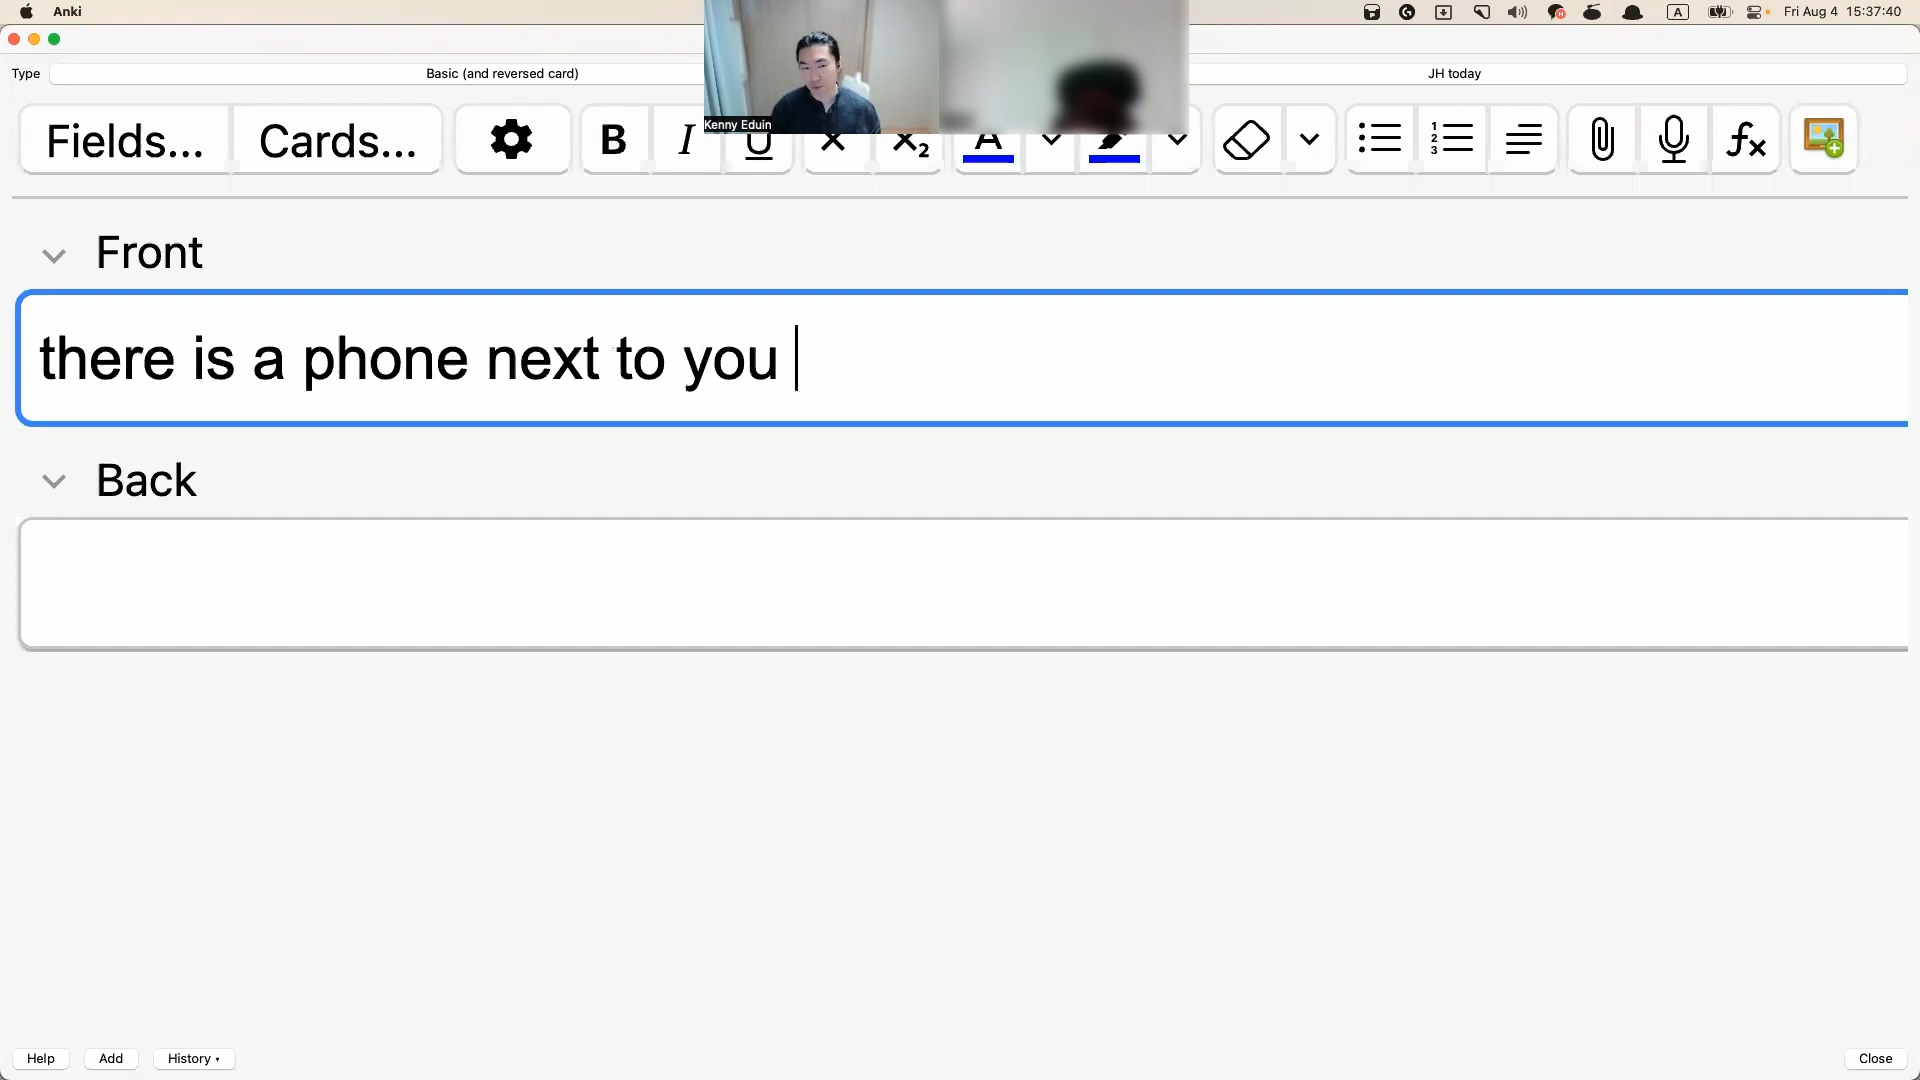 Anki
Fri Aug 4 15:37:40
Type
Basic (and reversed card)
JH today
Kenny Eduin
Fields...
Cards...
Front
there is a phone next to you
Back
Help
Add
History
Close